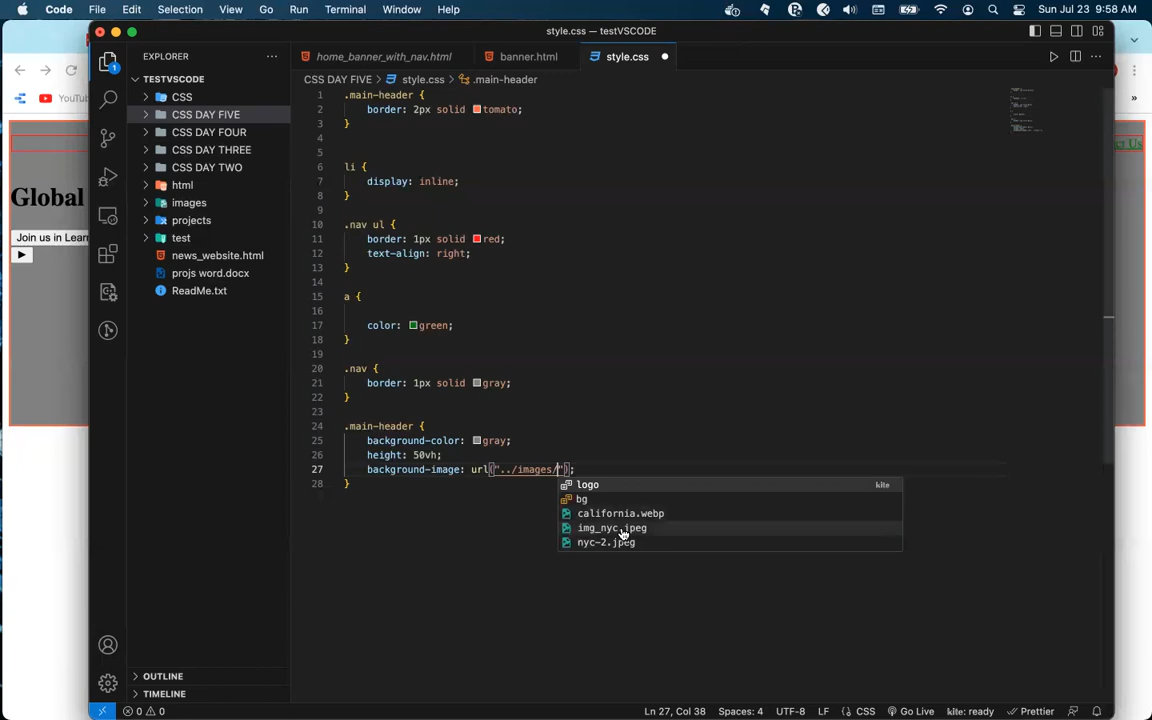 Code File Edit Selection View Go Run Terminal Window Help Sun Jul 23 9:58 AM
style.css — testVSCODE
EXPLORER
home_banner_with_nav.html banner.html style.css
TESTVSCODE
CSS DAY FIVE > style.css > .main-header
CSS
CSS DAY FIVE
CSS DAY FOUR
CSS DAY THREE
CSS DAY TWO
html
images
projects
test
news_website.html
projs word.docx
ReadMe.txt
1 .main-header {
2 border: 2px solid tomato;
3 }
4
5
6 li {
7 display: inline;
8 }
9
10 .nav ul {
11 border: 1px solid red;
12 text-align: right;
13 }
14
15 a {
16
17 color: green;
18 }
19
20 .nav {
21 border: 1px solid gray;
22 }
23
24 .main-header {
25 background-color: gray;
26 height: 50vh;
27 background-image: url("../images/");
28 }
logo kite
bg
california.webp
img_nyc.jpeg
nyc-2.jpeg
Global
Join us in Lear
Us
OUTLINE
TIMELINE
0 0 Ln 27, Col 38 Spaces: 4 UTF-8 LF {} CSS Go Live kite: ready Prettier